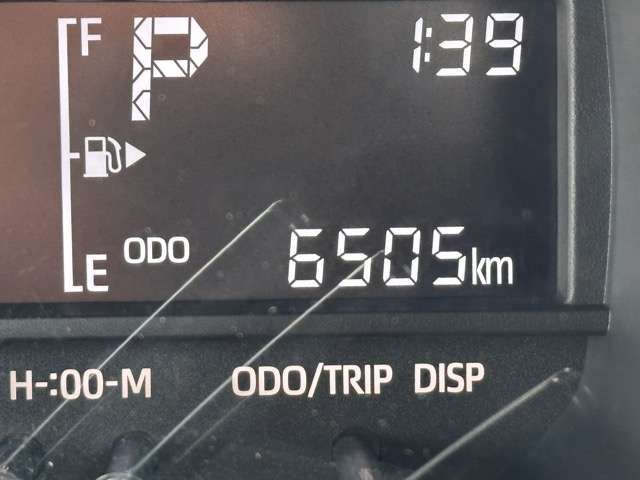 F P 1:39
ODO 6505km
E
H-:00-M ODO/TRIP DISP